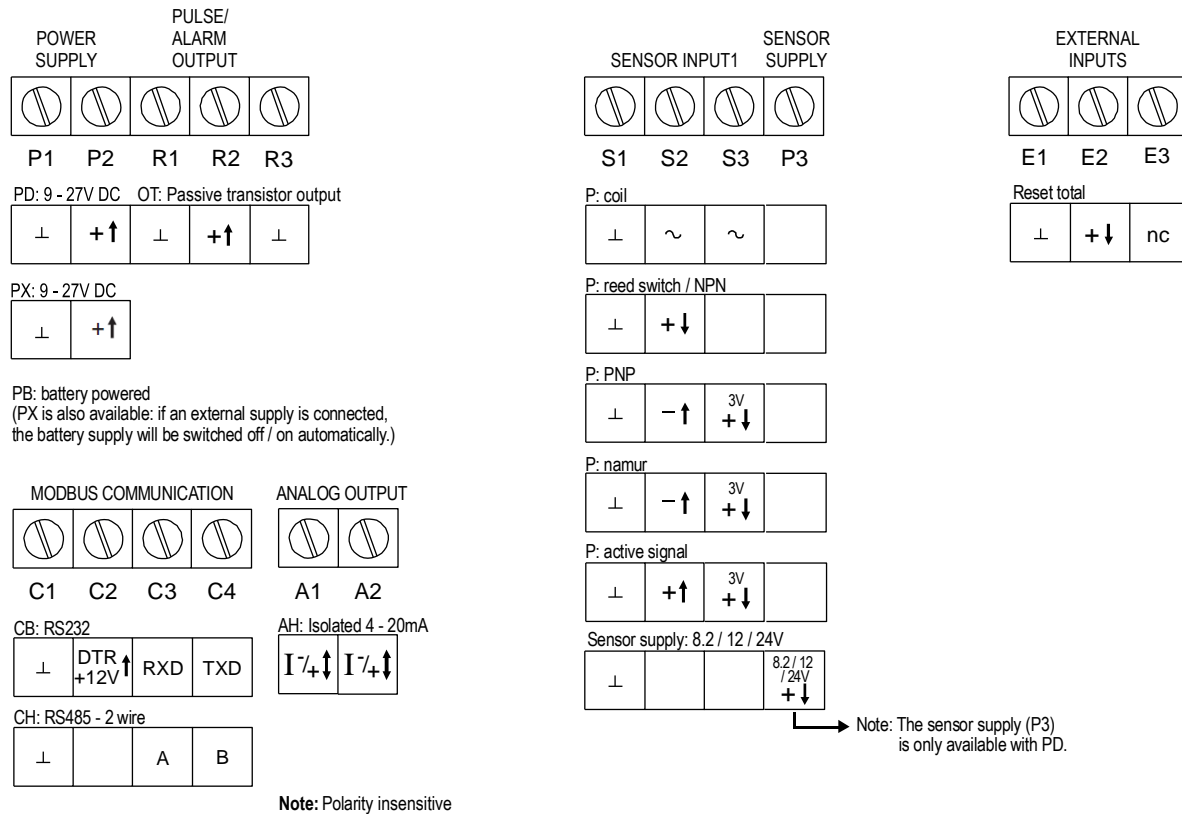 POWER SUPPLY
PULSE/ ALARM OUTPUT
P1 P2 R1 R2 R3
PD: 9 - 27V DC OT: Passive transistor output
⊥ +↑ ⊥ +↑ ⊥
PX: 9 - 27V DC
⊥ +↑
PB: battery powered
(PX is also available: if an external supply is connected,
the battery supply will be switched off / on automatically.)
MODBUS COMMUNICATION
C1 C2 C3 C4
CB: RS232
⊥ DTR +12V↑ RXD TXD
CH: RS485 - 2 wire
⊥ A B
ANALOG OUTPUT
A1 A2
AH: Isolated 4 - 20mA
I -/+↕ I -/+↕
Note: Polarity insensitive
SENSOR INPUT1
SENSOR SUPPLY
S1 S2 S3 P3
P: coil
⊥ ~ ~
P: reed switch / NPN
⊥ +↓
P: PNP
⊥ -↑ 3V +↓
P: namur
⊥ -↑ 3V +↓
P: active signal
⊥ +↑ 3V +↓
Sensor supply: 8.2 / 12 / 24V
⊥ 8.2 / 12 / 24V +↓
Note: The sensor supply (P3)
is only available with PD.
EXTERNAL INPUTS
E1 E2 E3
Reset total
⊥ +↓ nc